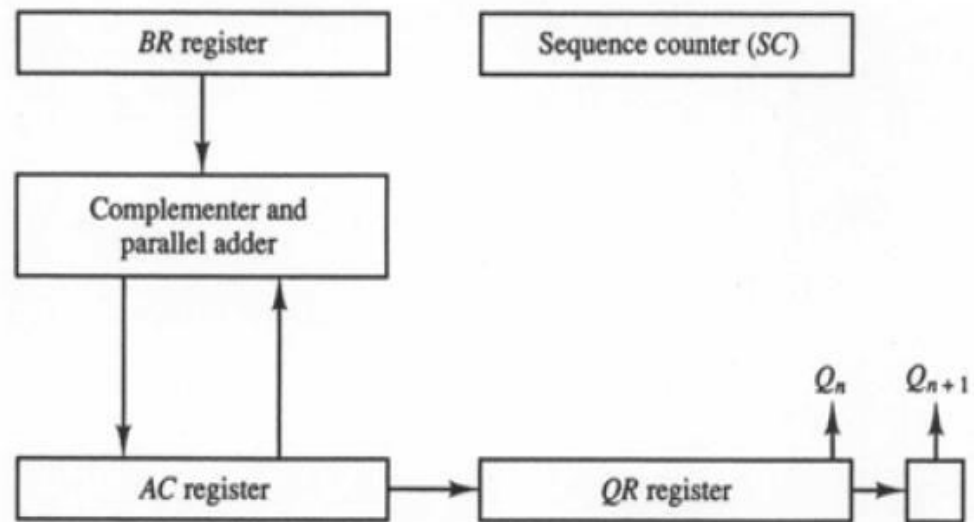 BR register
Sequence counter (SC)
Complementer and
parallel adder
Qn
Qn + 1
AC register
QR register